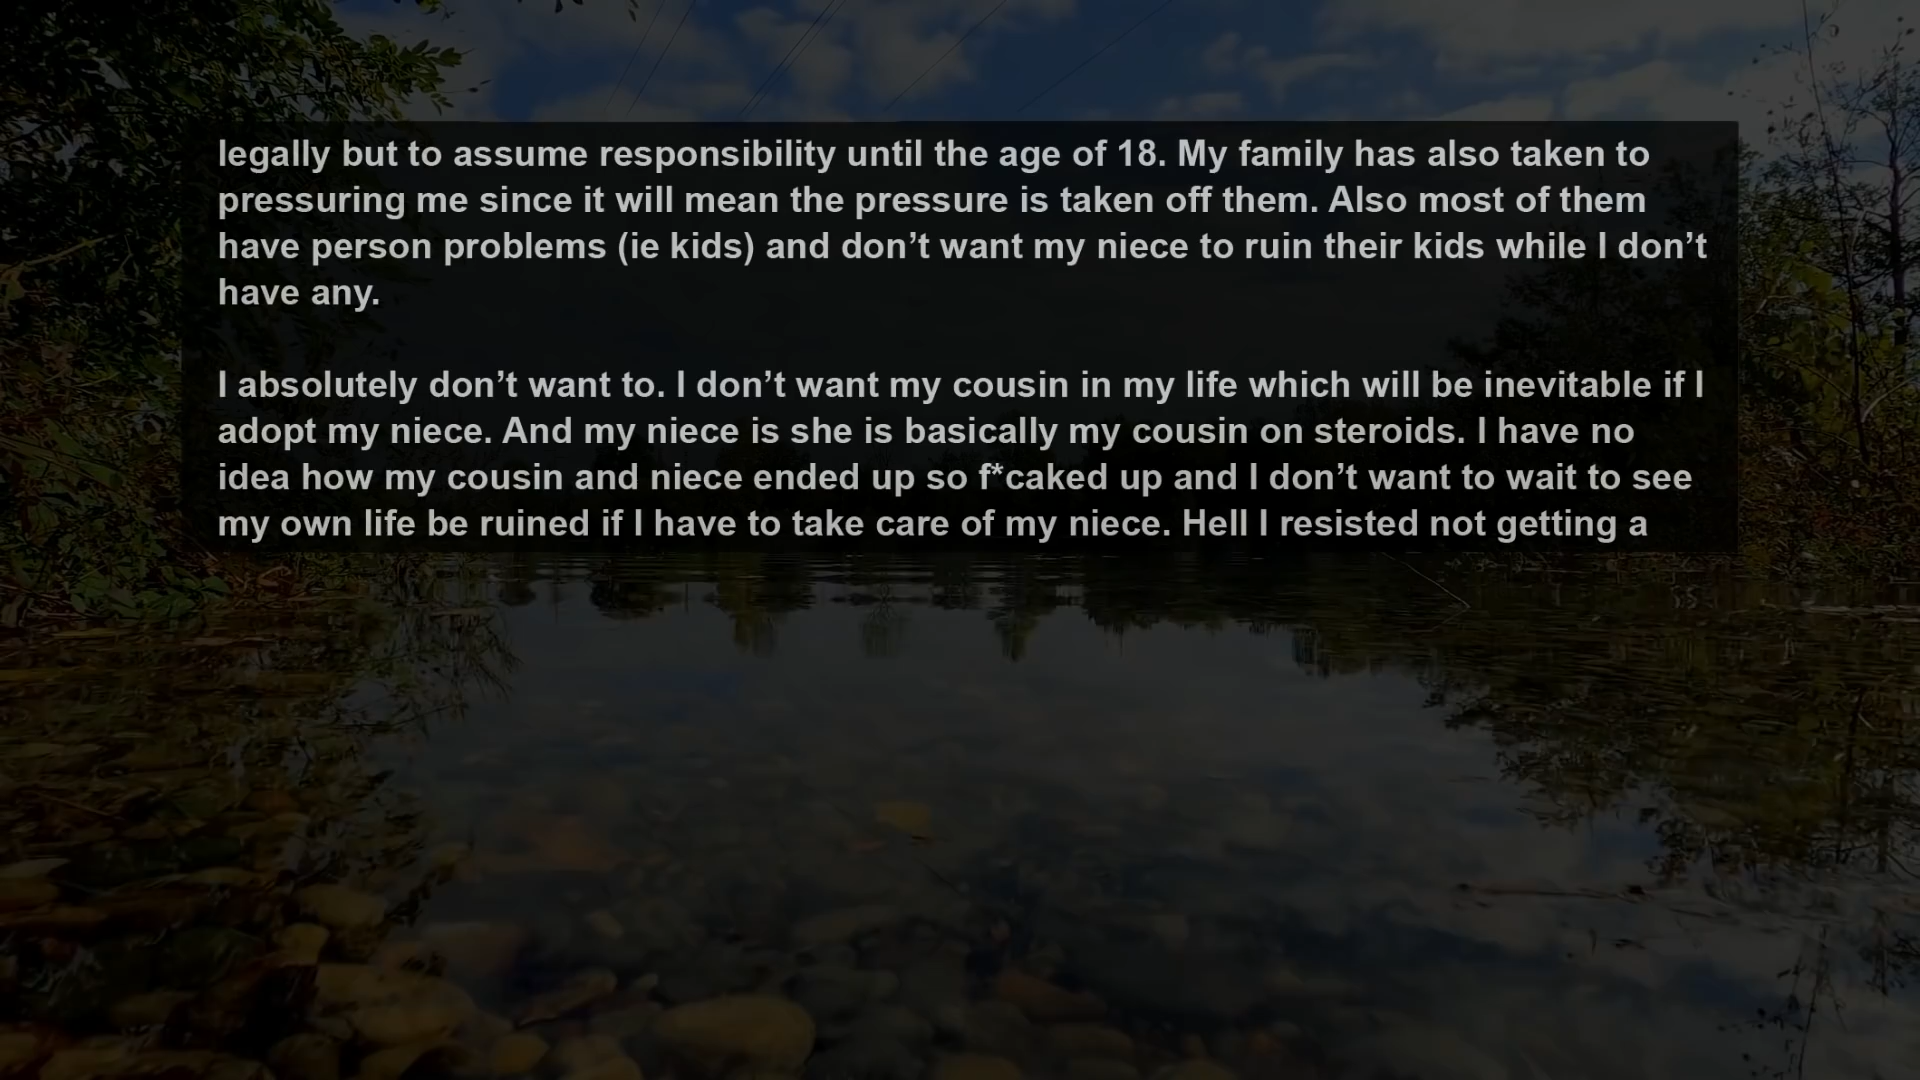 legally but to assume responsibility until the age of 18. My family has also taken to
pressuring me since it will mean the pressure is taken off them. Also most of them
have person problems (ie kids) and don’t want my niece to ruin their kids while I don’t
have any.
I absolutely don’t want to. I don’t want my cousin in my life which will be inevitable if I
adopt my niece. And my niece is she is basically my cousin on steroids. I have no
idea how my cousin and niece ended up so f*caked up and I don’t want to wait to see
my own life be ruined if I have to take care of my niece. Hell I resisted not getting a